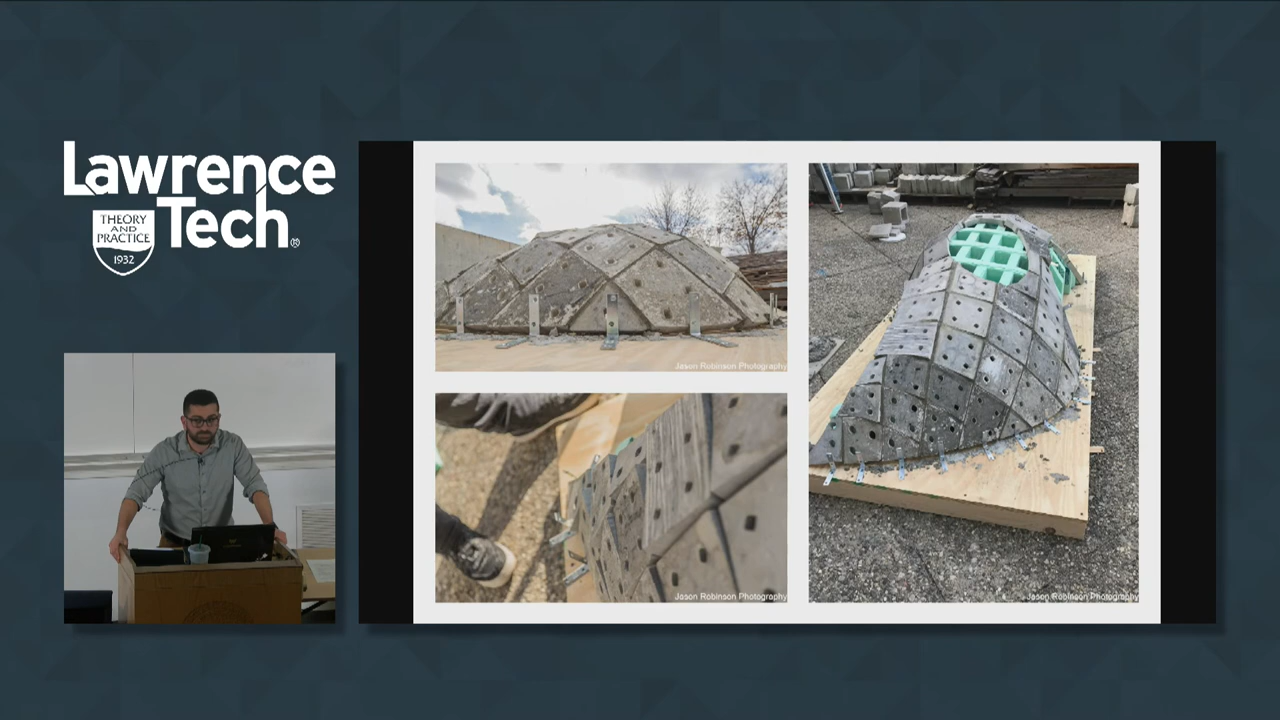 Lawrence
Tech®
THEORY
AND
PRACTICE
1932
Jason Robinson Photography
Jason Robinson Photography
Jason Robinson Photography